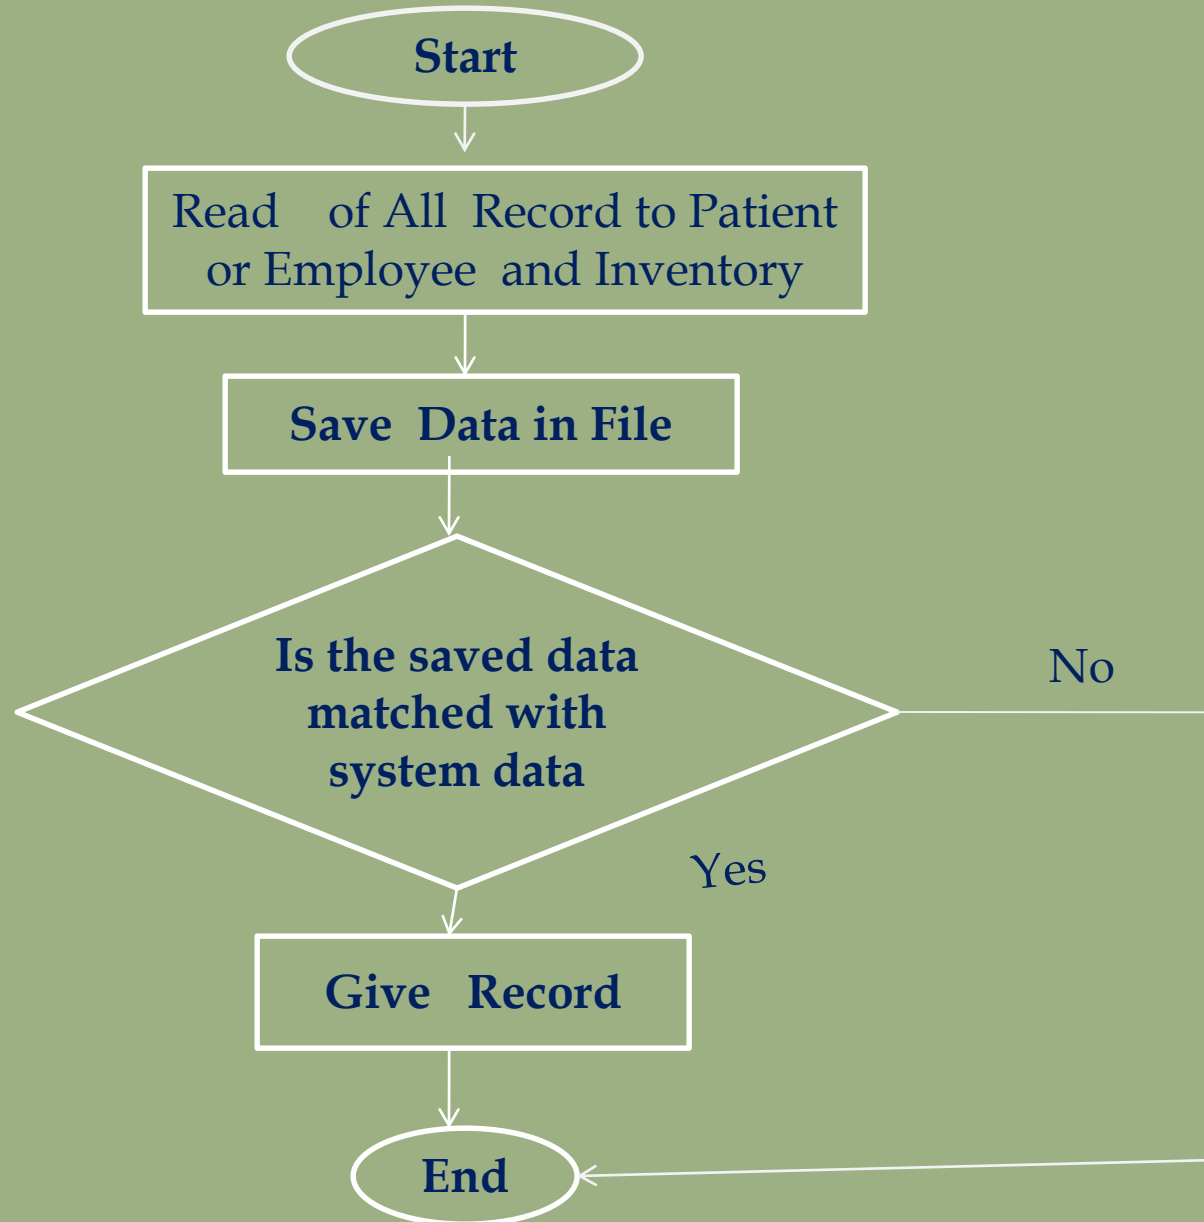 Start
Read of All Record to Patient
or Employee and Inventory
Save Data in File
Is the saved data
matched with
system data
No
Yes
Give Record
End